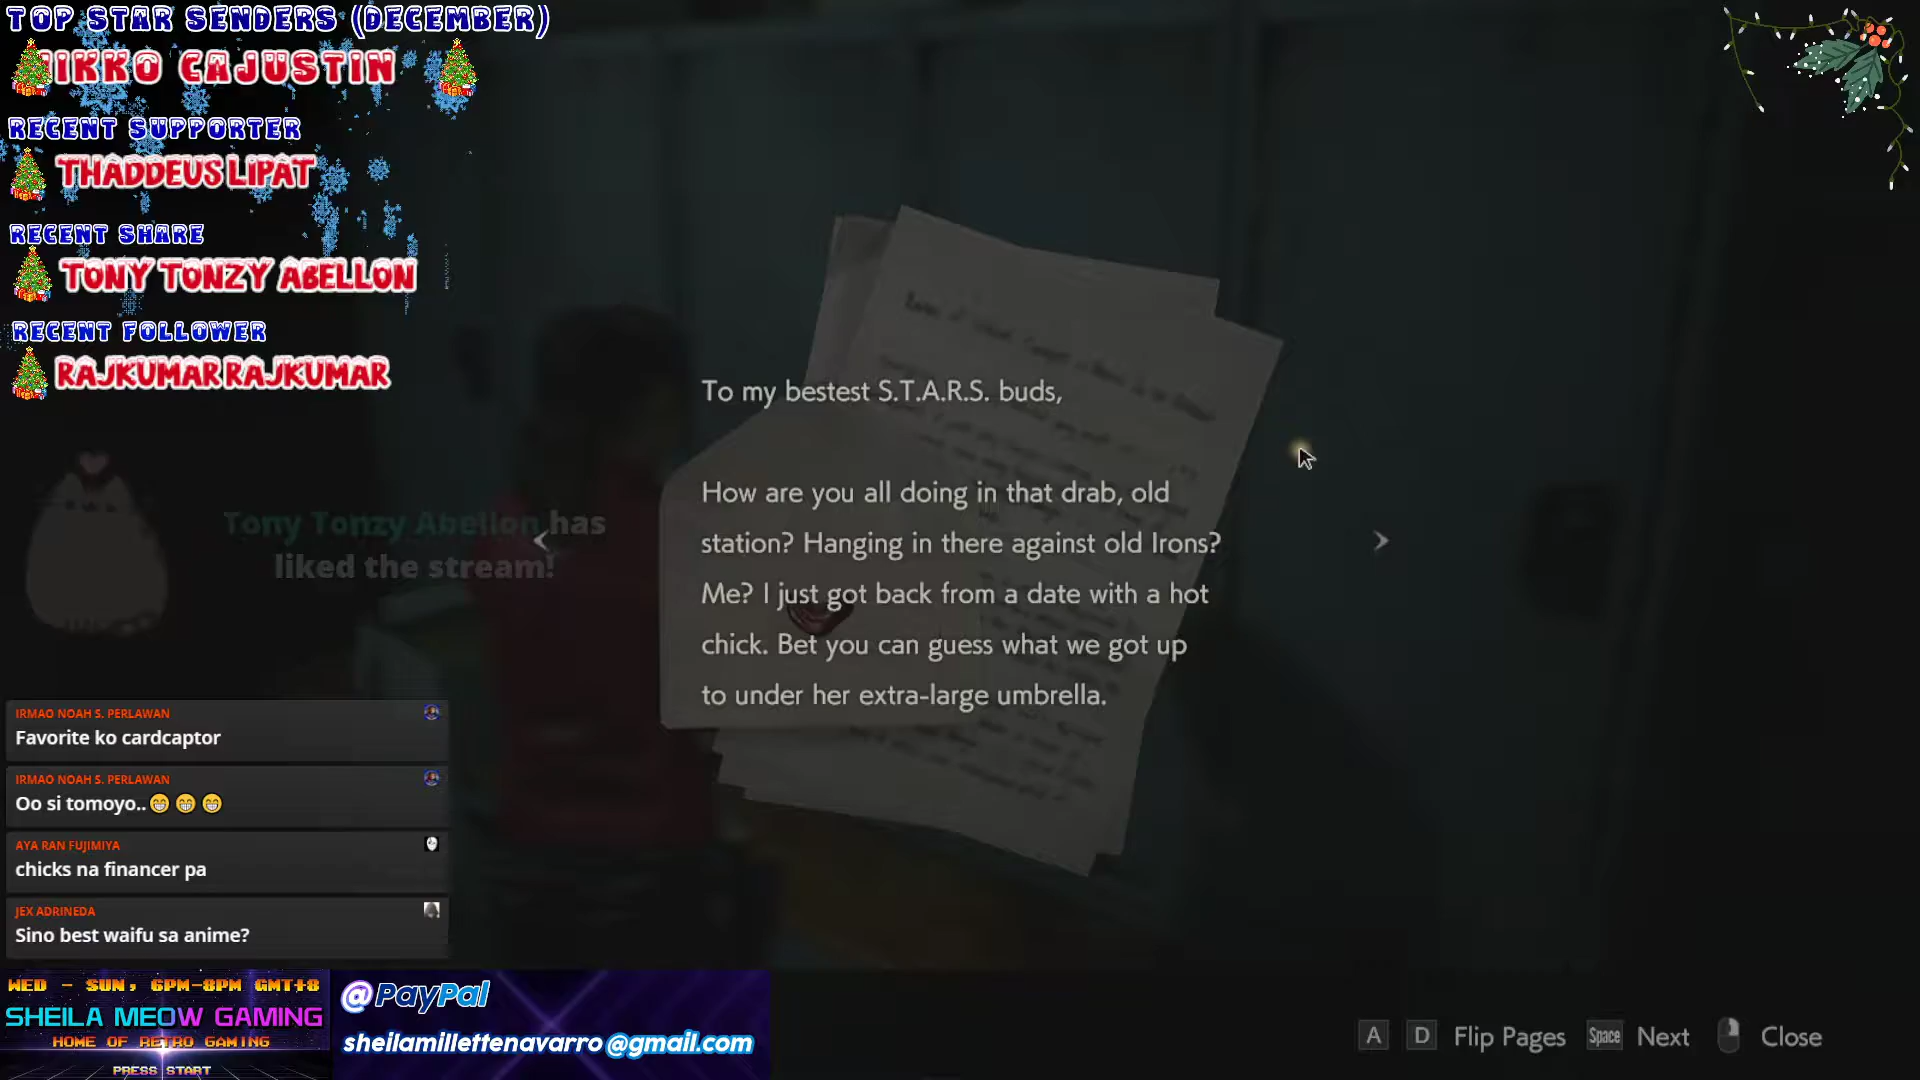 TOP STAR SENDERS (DECEMBER)
NIKKO CAJUSTIN
RECENT SUPPORTER
THADDEUS LIPAT
RECENT SHARE
TONY TONZY ABELLON
RECENT FOLLOWER
RAJKUMAR RAJKUMAR
Tony Tonzy Abellon has
liked the stream!
To my bestest S.T.A.R.S. buds,
How are you all doing in that drab, old
station? Hanging in there against old Irons?
Me? I just got back from a date with a hot
chick. Bet you can guess what we got up
to under her extra-large umbrella.
IRMAO NOAH S. PERLAWAN
Favorite ko cardcaptor
IRMAO NOAH S. PERLAWAN
Oo si tomoyo..😁😁😁
AYA RAN FUJIMIYA
chicks na financer pa
JEX ADRINEDA
Sino best waifu sa anime?
WED - SUN, 6PM-8PM GMT+8
SHEILA MEOW GAMING
HOME OF RETRO GAMING
PRESS START
@PayPal
sheilamillettenavarro@gmail.com
A D Flip Pages Space Next Close